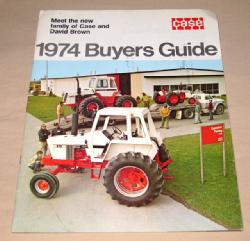 Meet the new
family of Case and
David Brown
CASE
1974 Buyers Guide